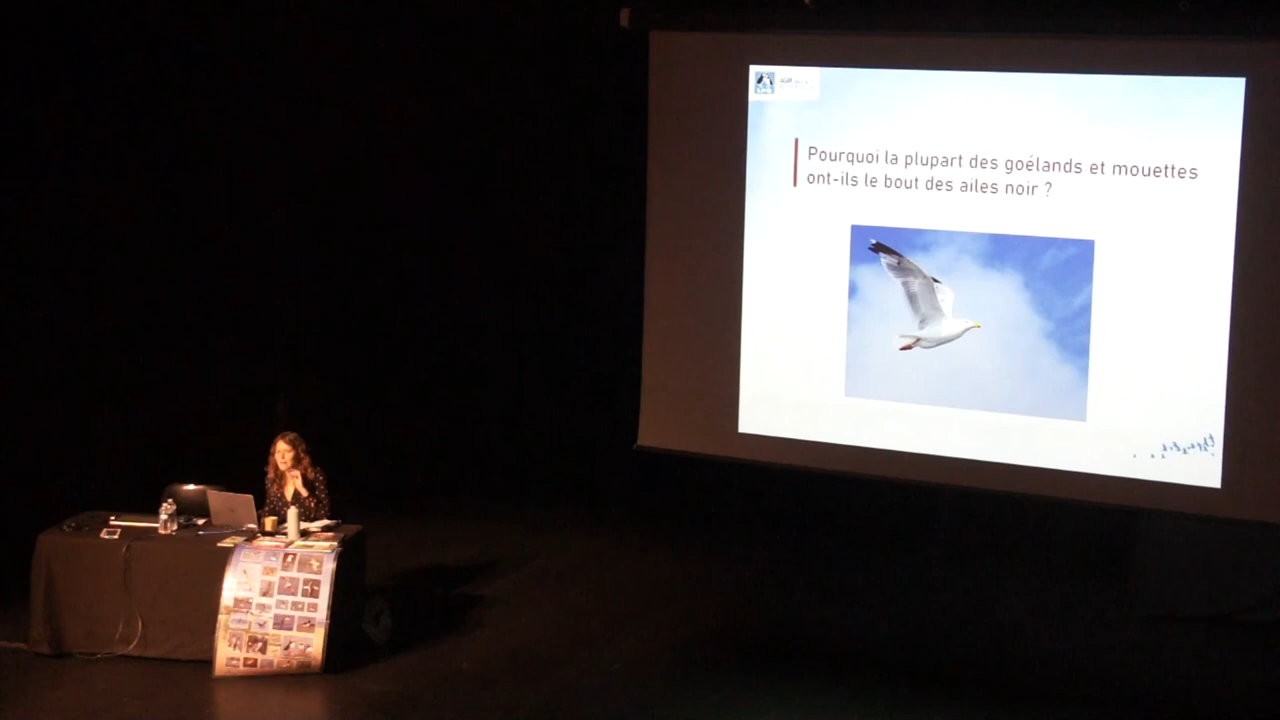 Pourquoi la plupart des goélands et mouettes
ont-ils le bout des ailes noir ?